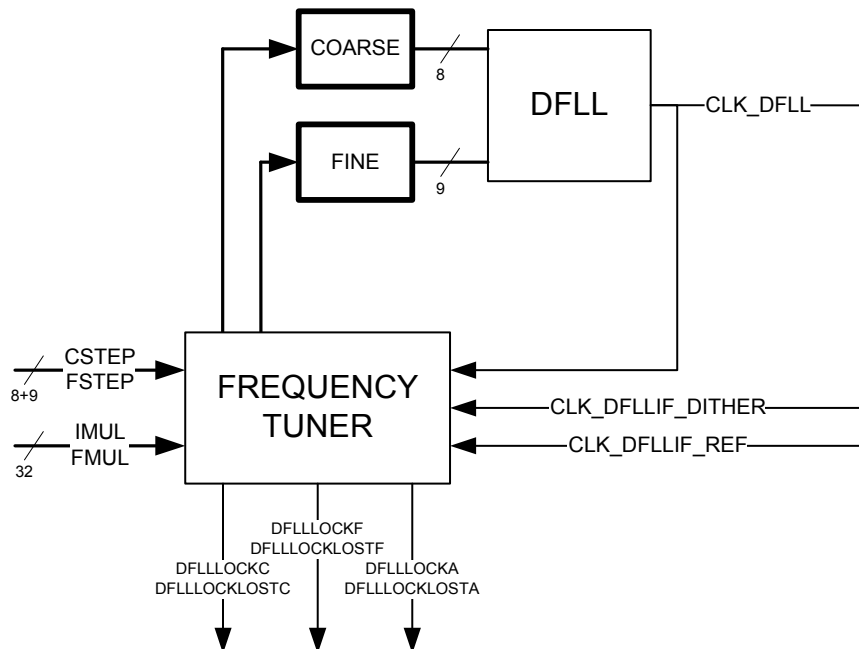 COARSE
8
DFLL
CLK_DFLL
FINE
9
CSTEP
FSTEP
8+9
FREQUENCY
TUNER
CLK_DFLLIF_DITHER
IMUL
FMUL
32
CLK_DFLLIF_REF
DFLLLOCKF
DFLLLOCKLOSTF
DFLLLOCKC
DFLLLOCKLOSTC
DFLLLOCKA
DFLLLOCKLOSTA